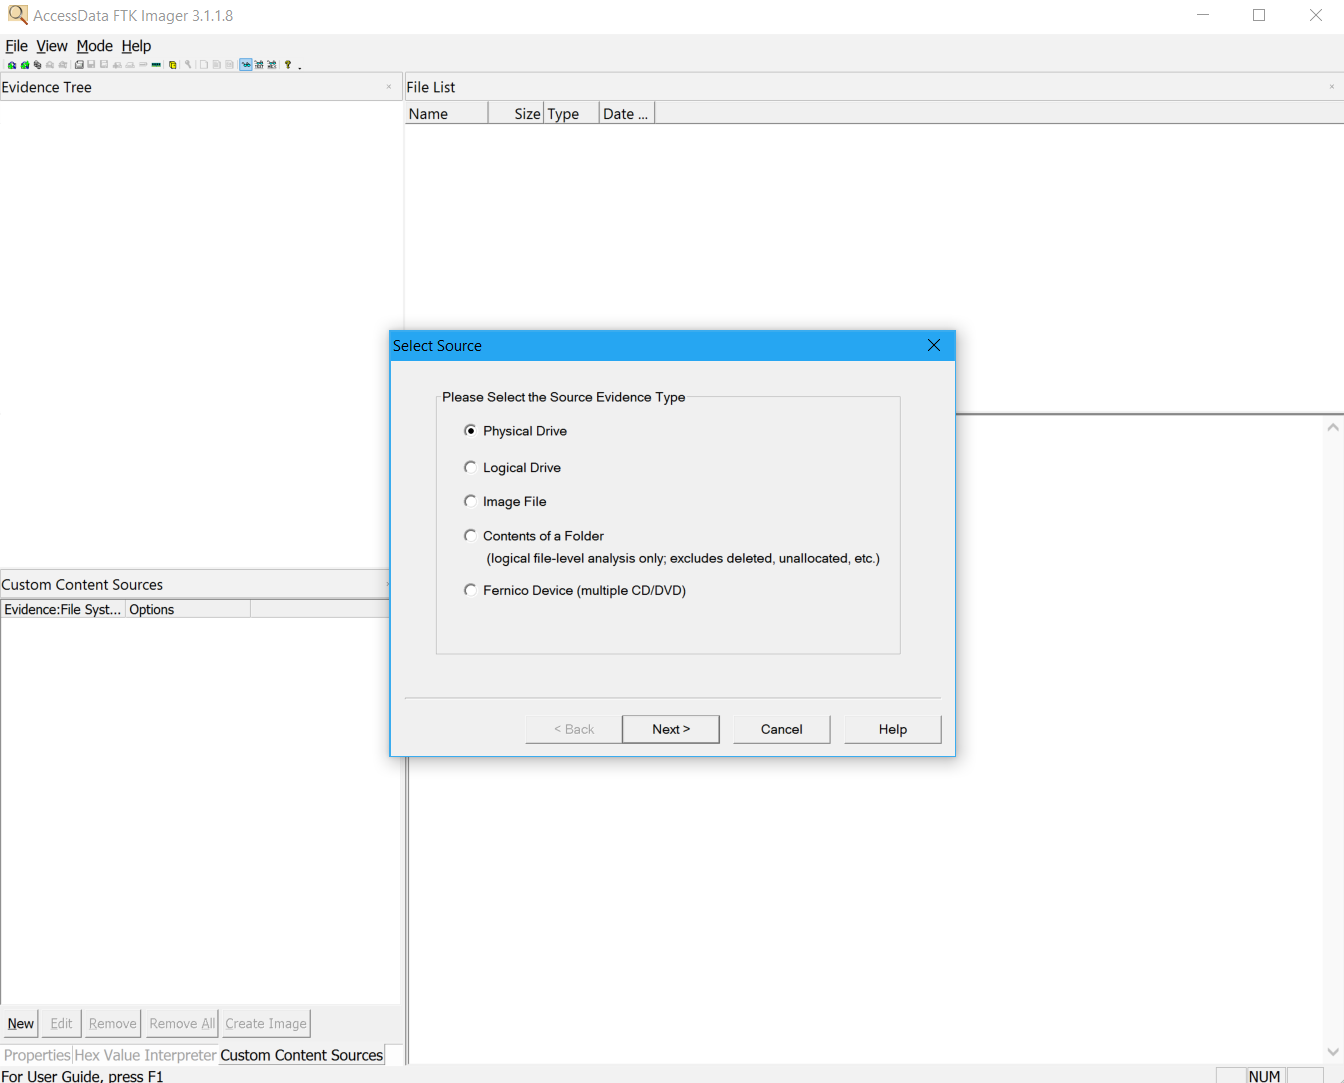 AccessData FTK Imager 3.1.1.8
File View Mode Help
Evidence Tree
File List
Name Size Type Date ...
Select Source
Please Select the Source Evidence Type
Physical Drive
Logical Drive
Image File
Contents of a Folder
(logical file-level analysis only; excludes deleted, unallocated, etc.)
Fernico Device (multiple CD/DVD)
< Back Next > Cancel Help
Custom Content Sources
Evidence:File Syst... Options
New Edit Remove Remove All Create Image
Properties Hex Value Interpreter Custom Content Sources
For User Guide, press F1
NUM